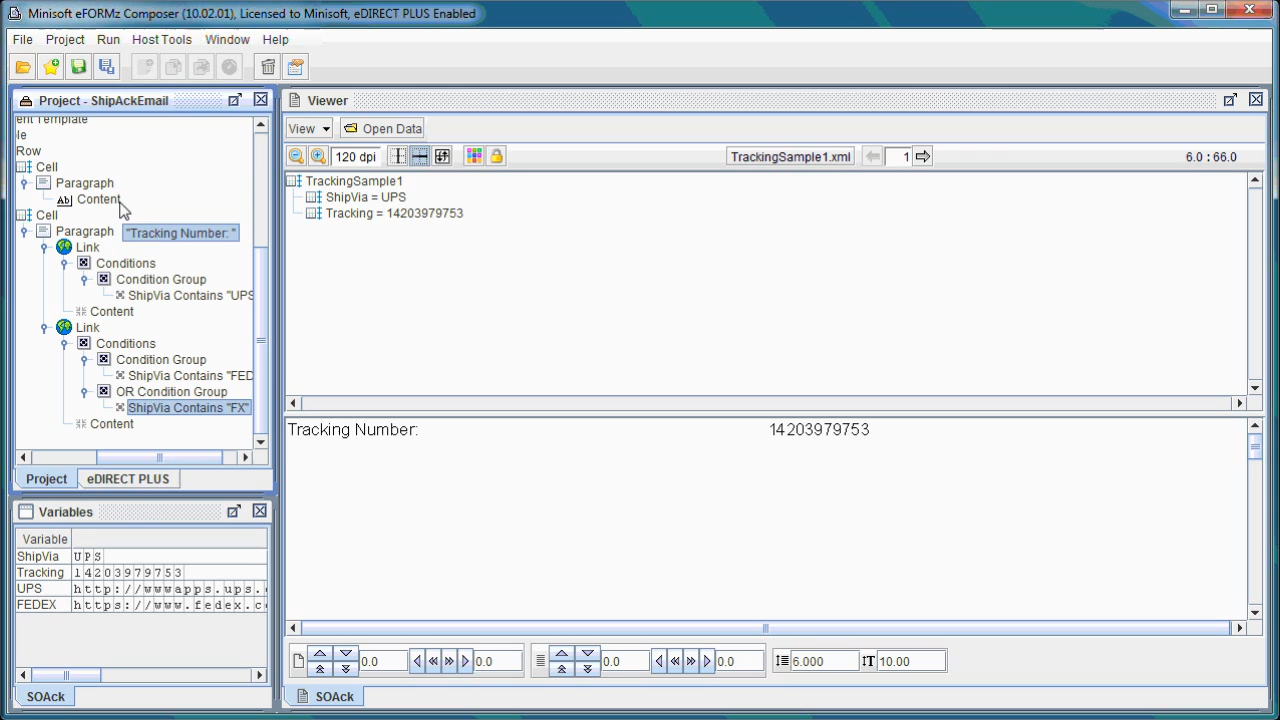 Minisoft eFORMz Composer (10.02.01), Licensed to Minisoft, eDIRECT PLUS Enabled
File Project Run Host Tools Window Help
Project - ShipAckEmail
ent Template
le
Row
Cell
Paragraph
Content
Cell
Paragraph
"Tracking Number: "
Link
Conditions
Condition Group
ShipVia Contains "UPS
Content
Link
Conditions
Condition Group
ShipVia Contains "FED
OR Condition Group
ShipVia Contains "FX"
Content
Project eDIRECT PLUS
Variables
Variable
ShipVia UPS
Tracking 14203979753
UPS http://wwwapps.ups.
FEDEX https://www.fedex.c
SOAck
Viewer
View Open Data
120 dpi TrackingSample1.xml 1 6.0 : 66.0
TrackingSample1
ShipVia = UPS
Tracking = 14203979753
Tracking Number: 14203979753
0.0 0.0 0.0 0.0 6.000 10.00
SOAck